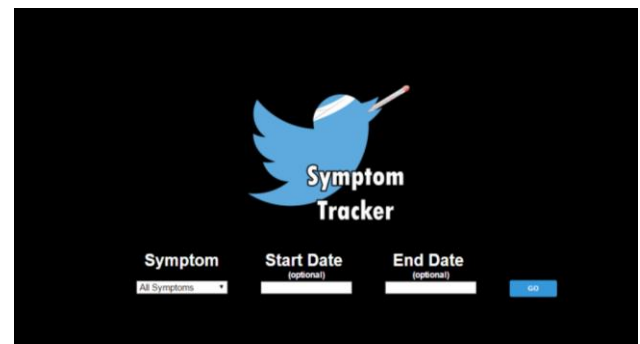 Symptom
Tracker
Symptom Start Date End Date
(optional) (optional)
All Symptoms GO